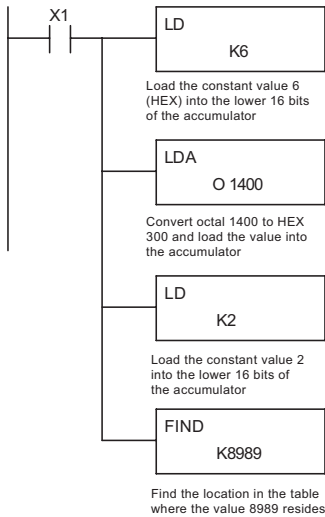 X1
LD
K6
Load the constant value 6
(HEX) into the lower 16 bits
of the accumulator
LDA
O 1400
Convert octal 1400 to HEX
300 and load the value into
the accumulator
LD
K2
Load the constant value 2
into the lower 16 bits of
the accumulator
FIND
K8989
Find the location in the table
where the value 8989 resides